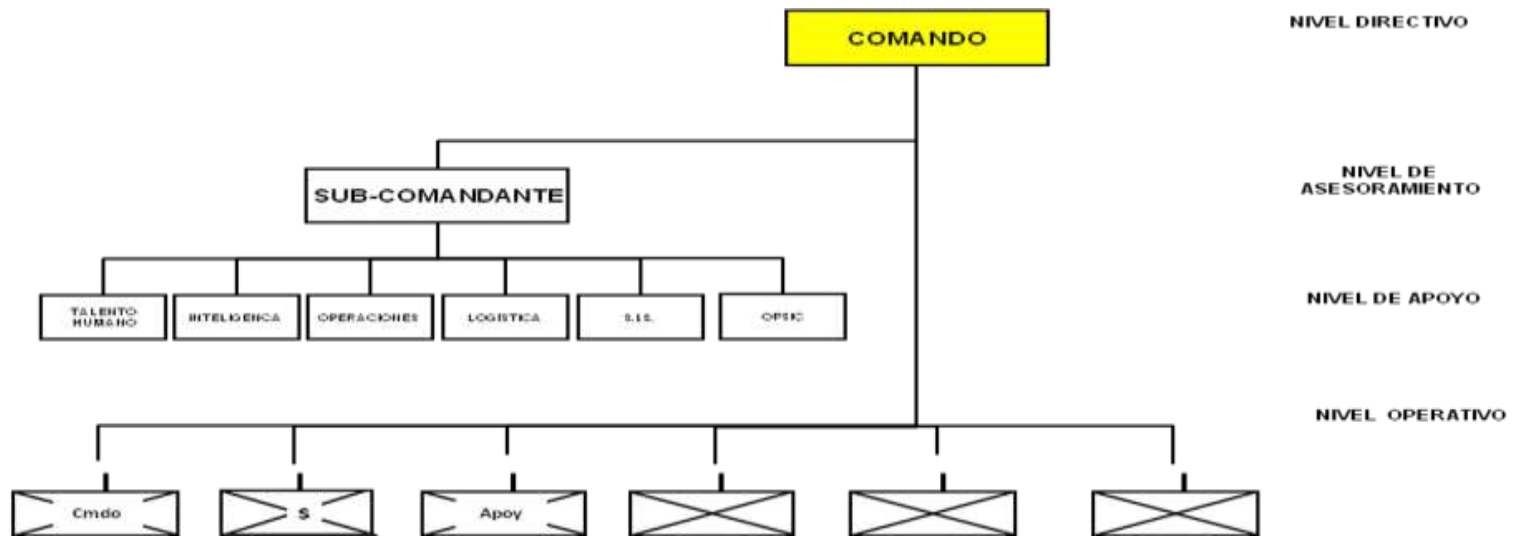 COMANDO
NIVEL DIRECTIVO
SUB-COMANDANTE
NIVEL DE
ASESORAMIENTO
TALENTO
HUMANO
INTELIGENCA
OPERACIONES
LOGISTICA
S.I.S.
OPSIC
NIVEL DE APOYO
NIVEL OPERATIVO
Cmdo
S
Apoy